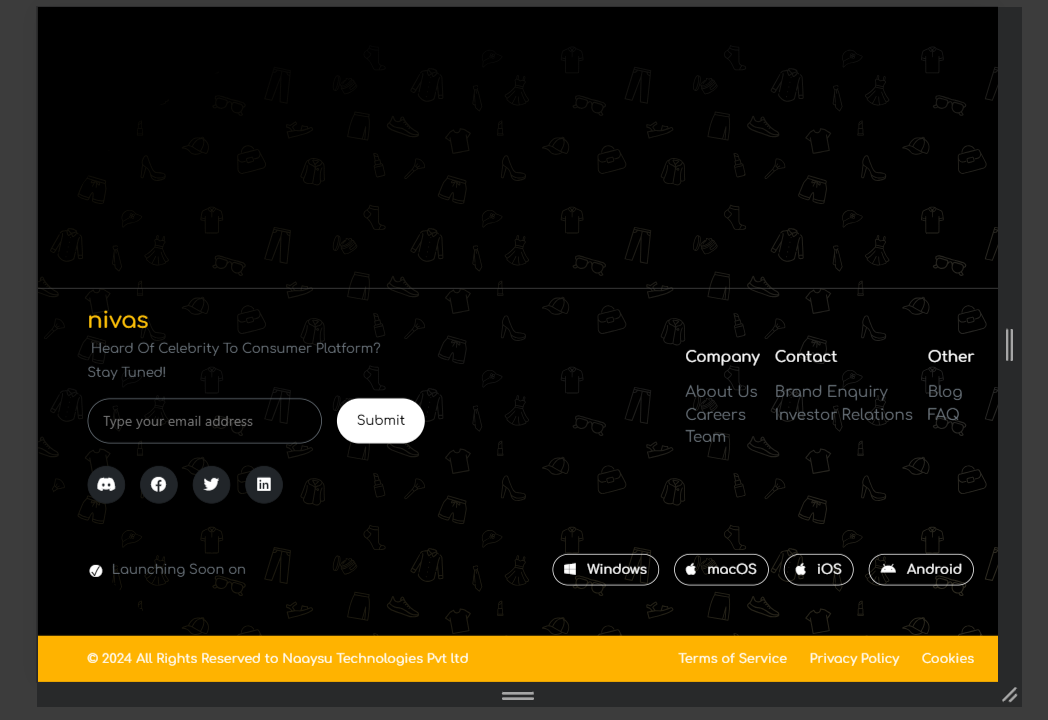 nivas
Heard Of Celebrity To Consumer Platform?
Stay Tuned!
Type your email address
Submit
Company
About Us
Careers
Team
Contact
Brand Enquiry
Investor Relations
Other
Blog
FAQ
Launching Soon on
Windows
macOS
iOS
Android
© 2024 All Rights Reserved to Naaysu Technologies Pvt ltd
Terms of Service
Privacy Policy
Cookies